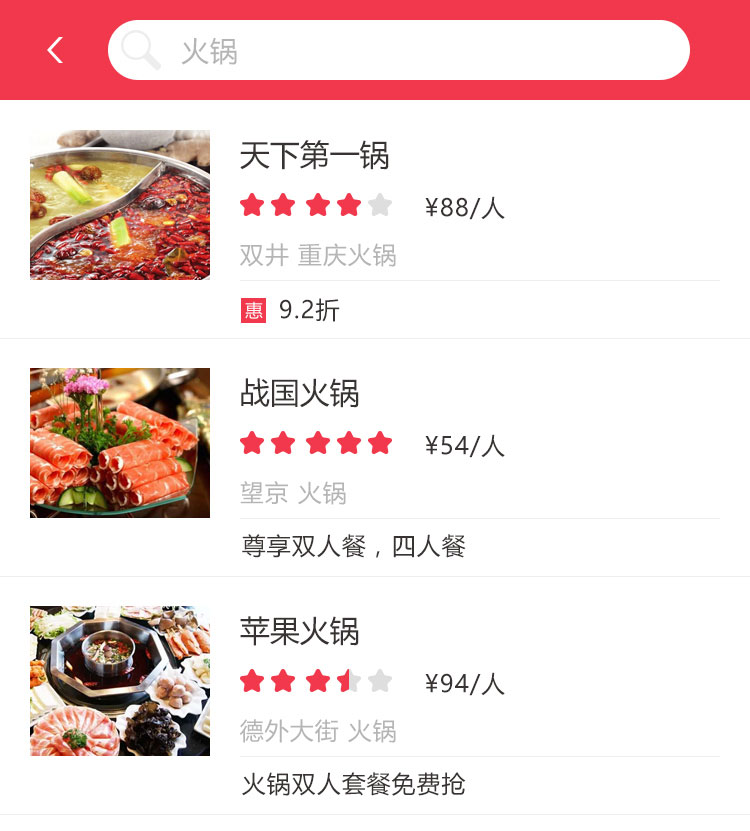 火锅
天下第一锅
¥88/人
双井 重庆火锅
惠 9.2折
战国火锅
¥54/人
望京 火锅
尊享双人餐，四人餐
苹果火锅
¥94/人
德外大街 火锅
火锅双人套餐免费抢